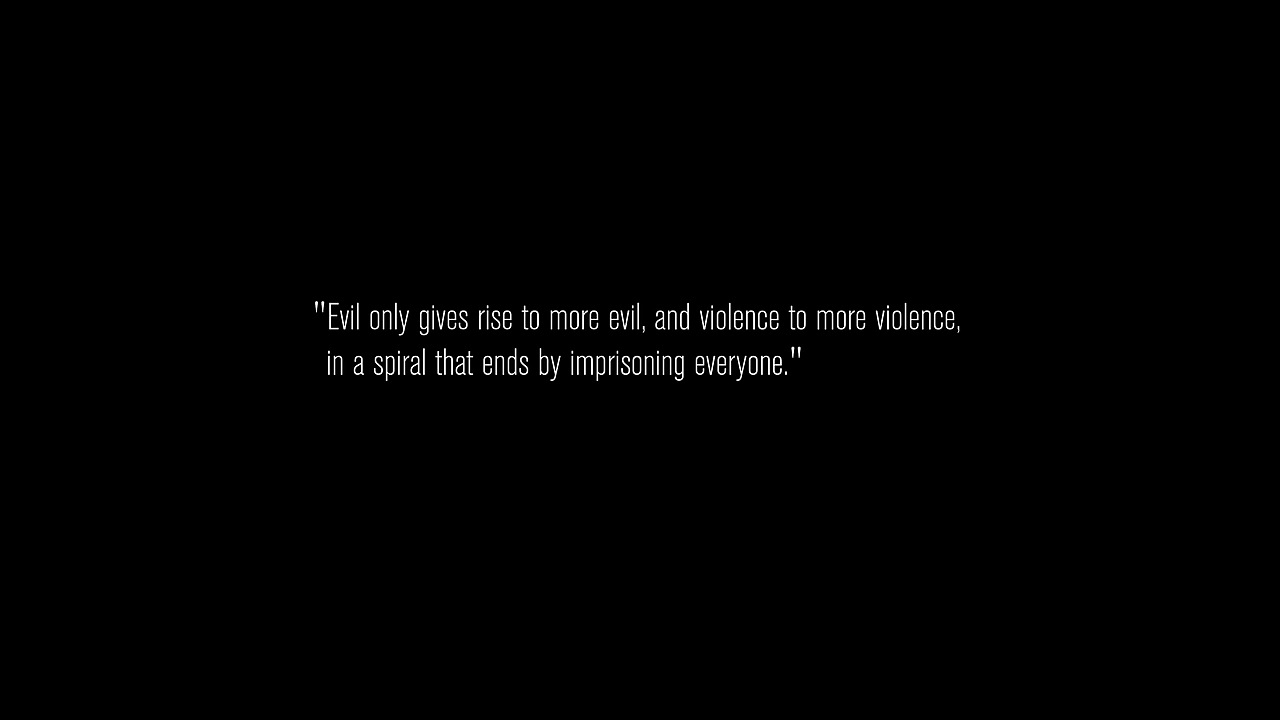 "Evil only gives rise to more evil, and violence to more violence,
in a spiral that ends by imprisoning everyone."